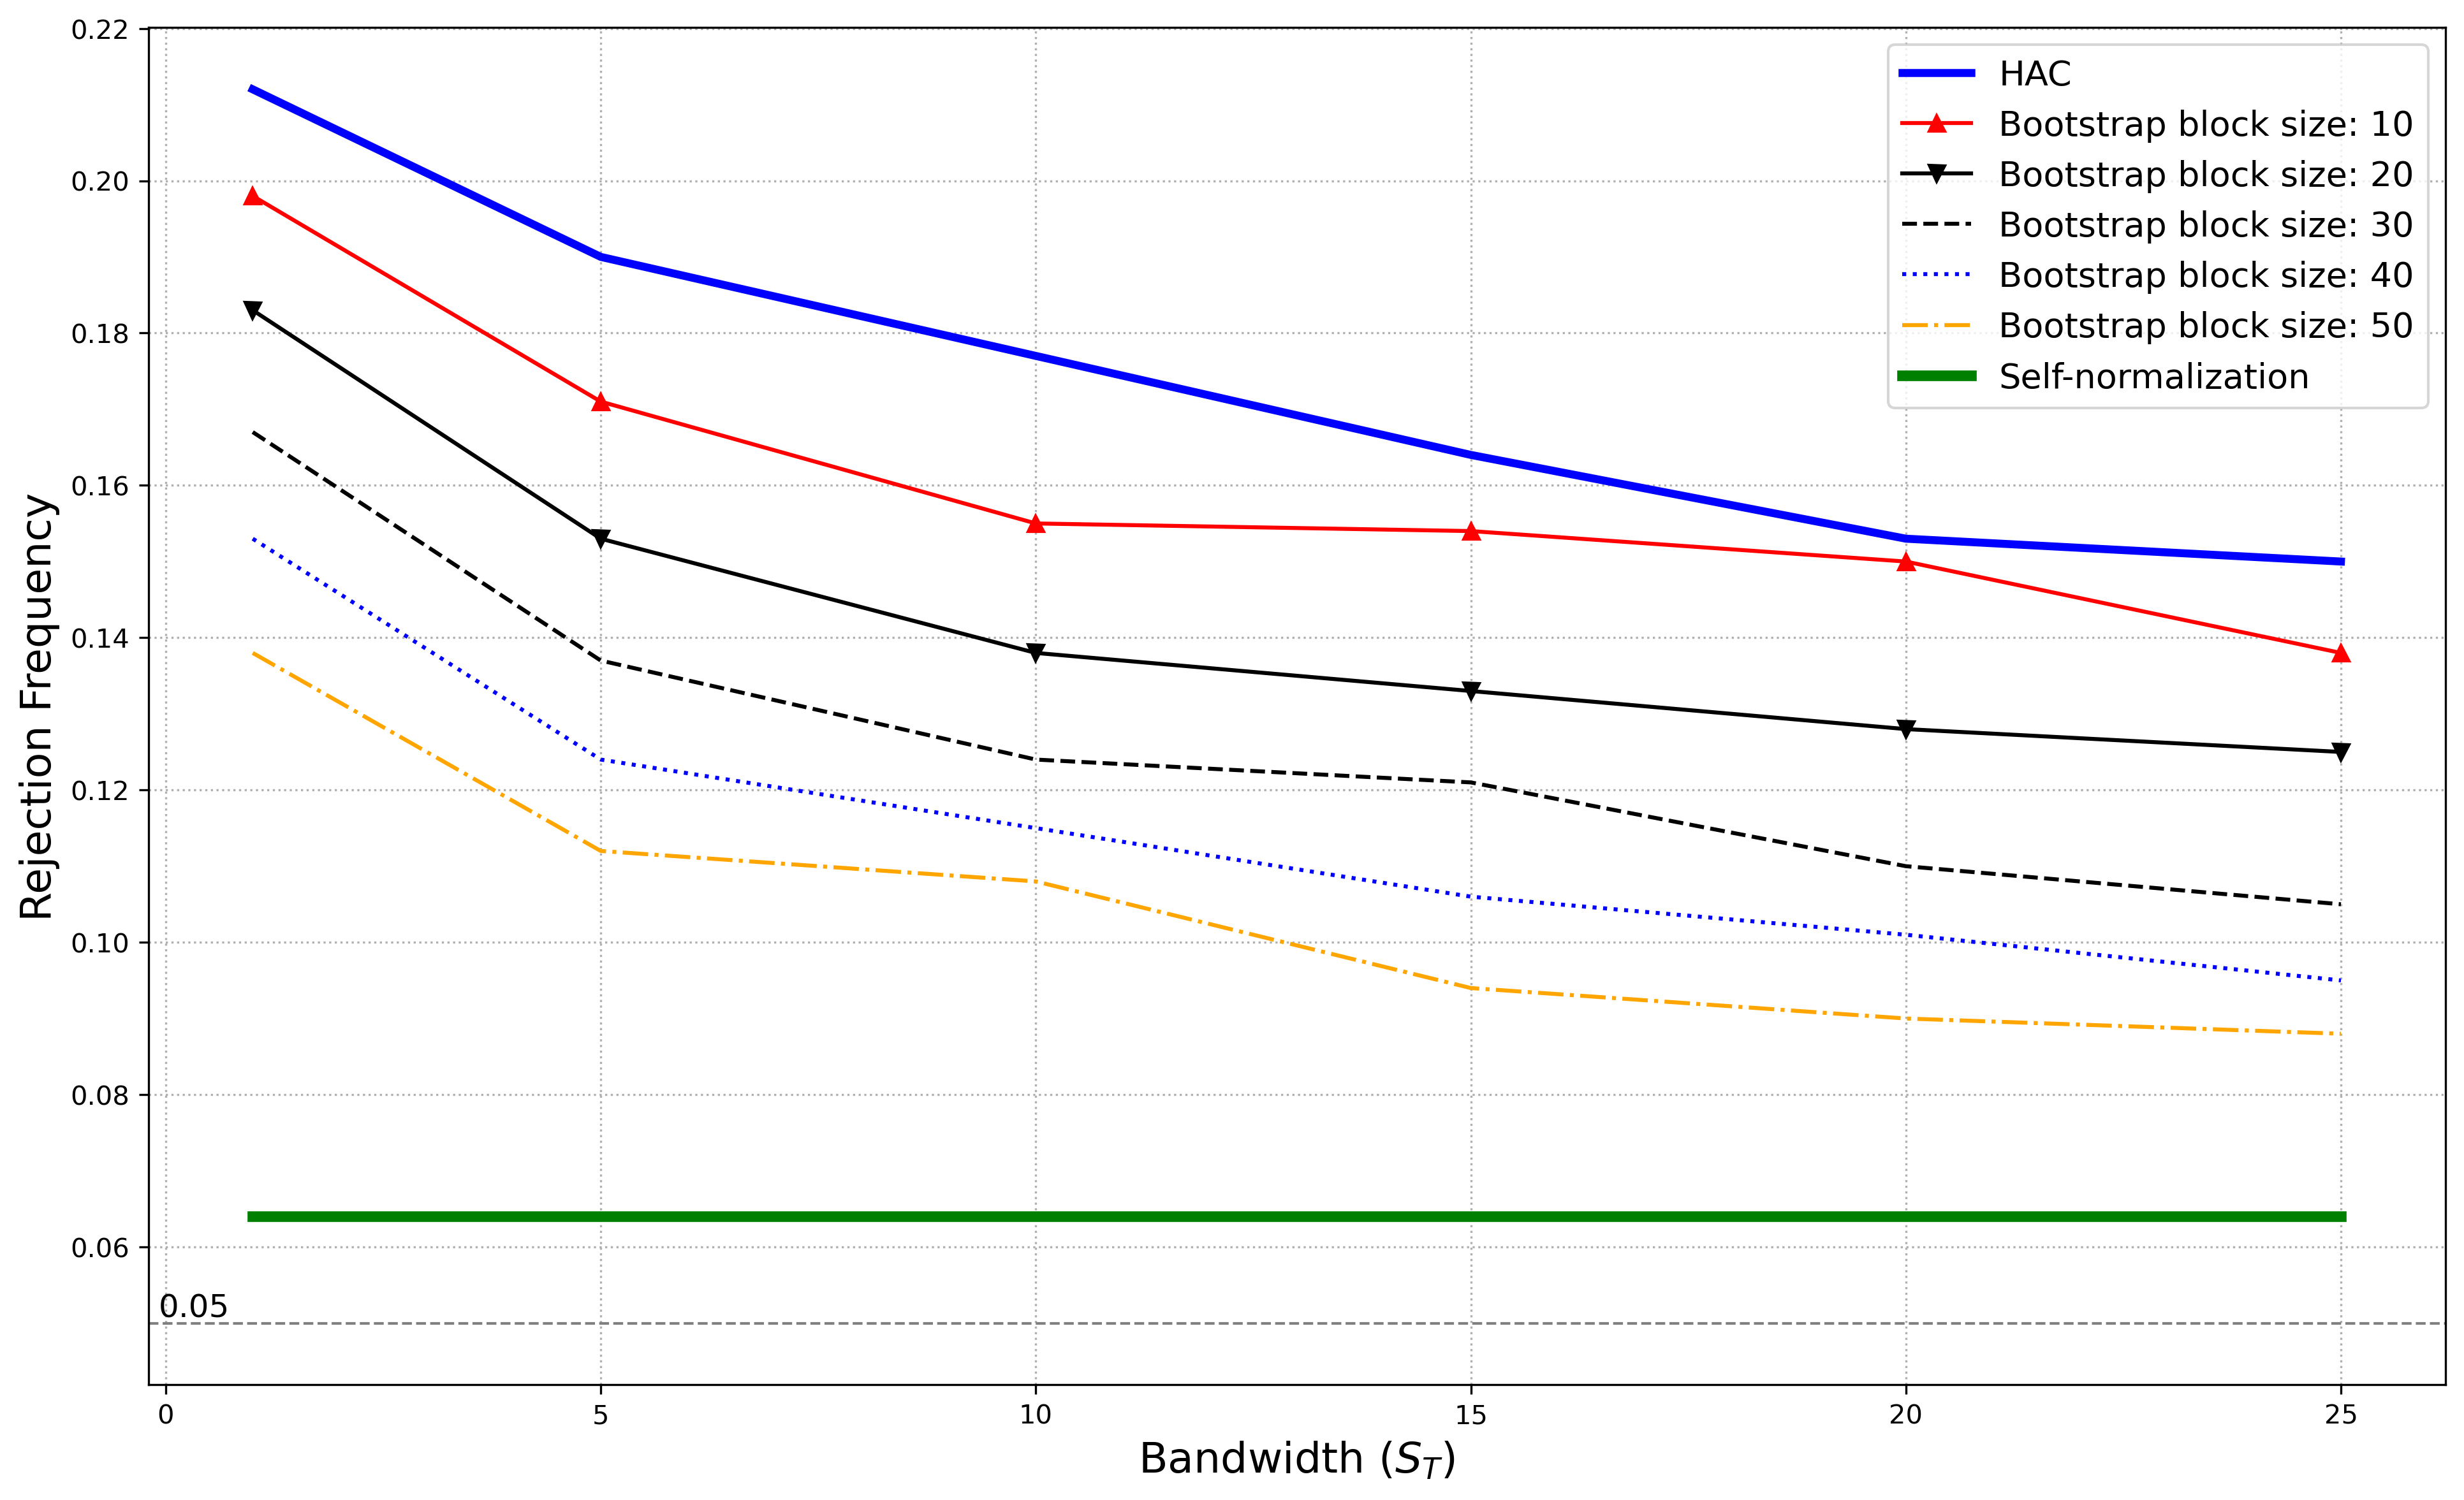 0.22
0.20
0.18
0.16
0.14
0.12
0.10
0.08
0.06
Rejection Frequency
HAC
Bootstrap block size: 10
Bootstrap block size: 20
Bootstrap block size: 30
Bootstrap block size: 40
Bootstrap block size: 50
Self-normalization
0.05
0 5 10 15 20 25
Bandwidth (S_T)